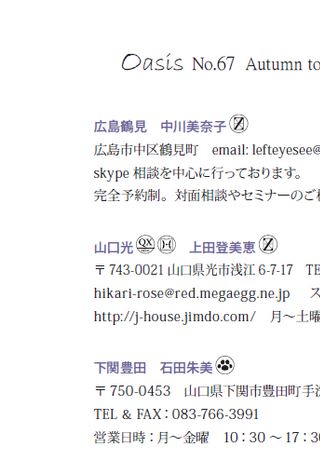 Oasis No.67 Autumn to
広島鶴見 中川美奈子 Ⓩ
広島市中区鶴見町 email: lefteyesee@
skype 相談を中心に行っております。
完全予約制。対面相談やセミナーのご
山口光 QX H 上田登美恵 Ⓩ
〒743-0021 山口県光市浅江 6-7-17 TE
hikari-rose@red.megaegg.ne.jp ス
http://j-house.jimdo.com/ 月～土曜
下関豊田 石田朱美
〒750-0453 山口県下関市豊田町手
TEL & FAX：083-766-3991
営業日時：月～金曜 10：30 ～ 17：3